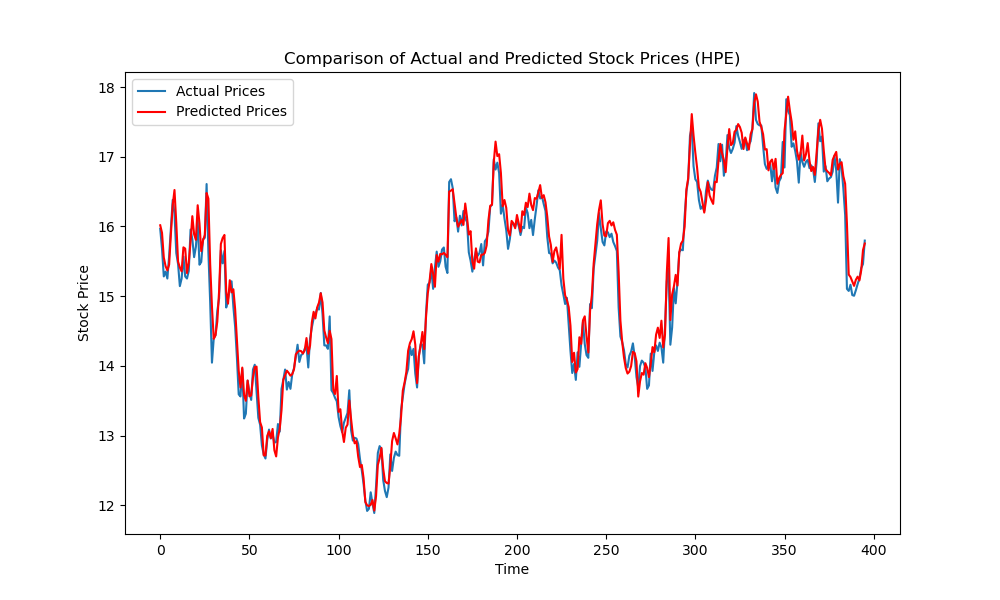 Comparison of Actual and Predicted Stock Prices (HPE)
Actual Prices
Predicted Prices
18
17
16
15
14
13
12
Stock Price
0 50 100 150 200 250 300 350 400
Time